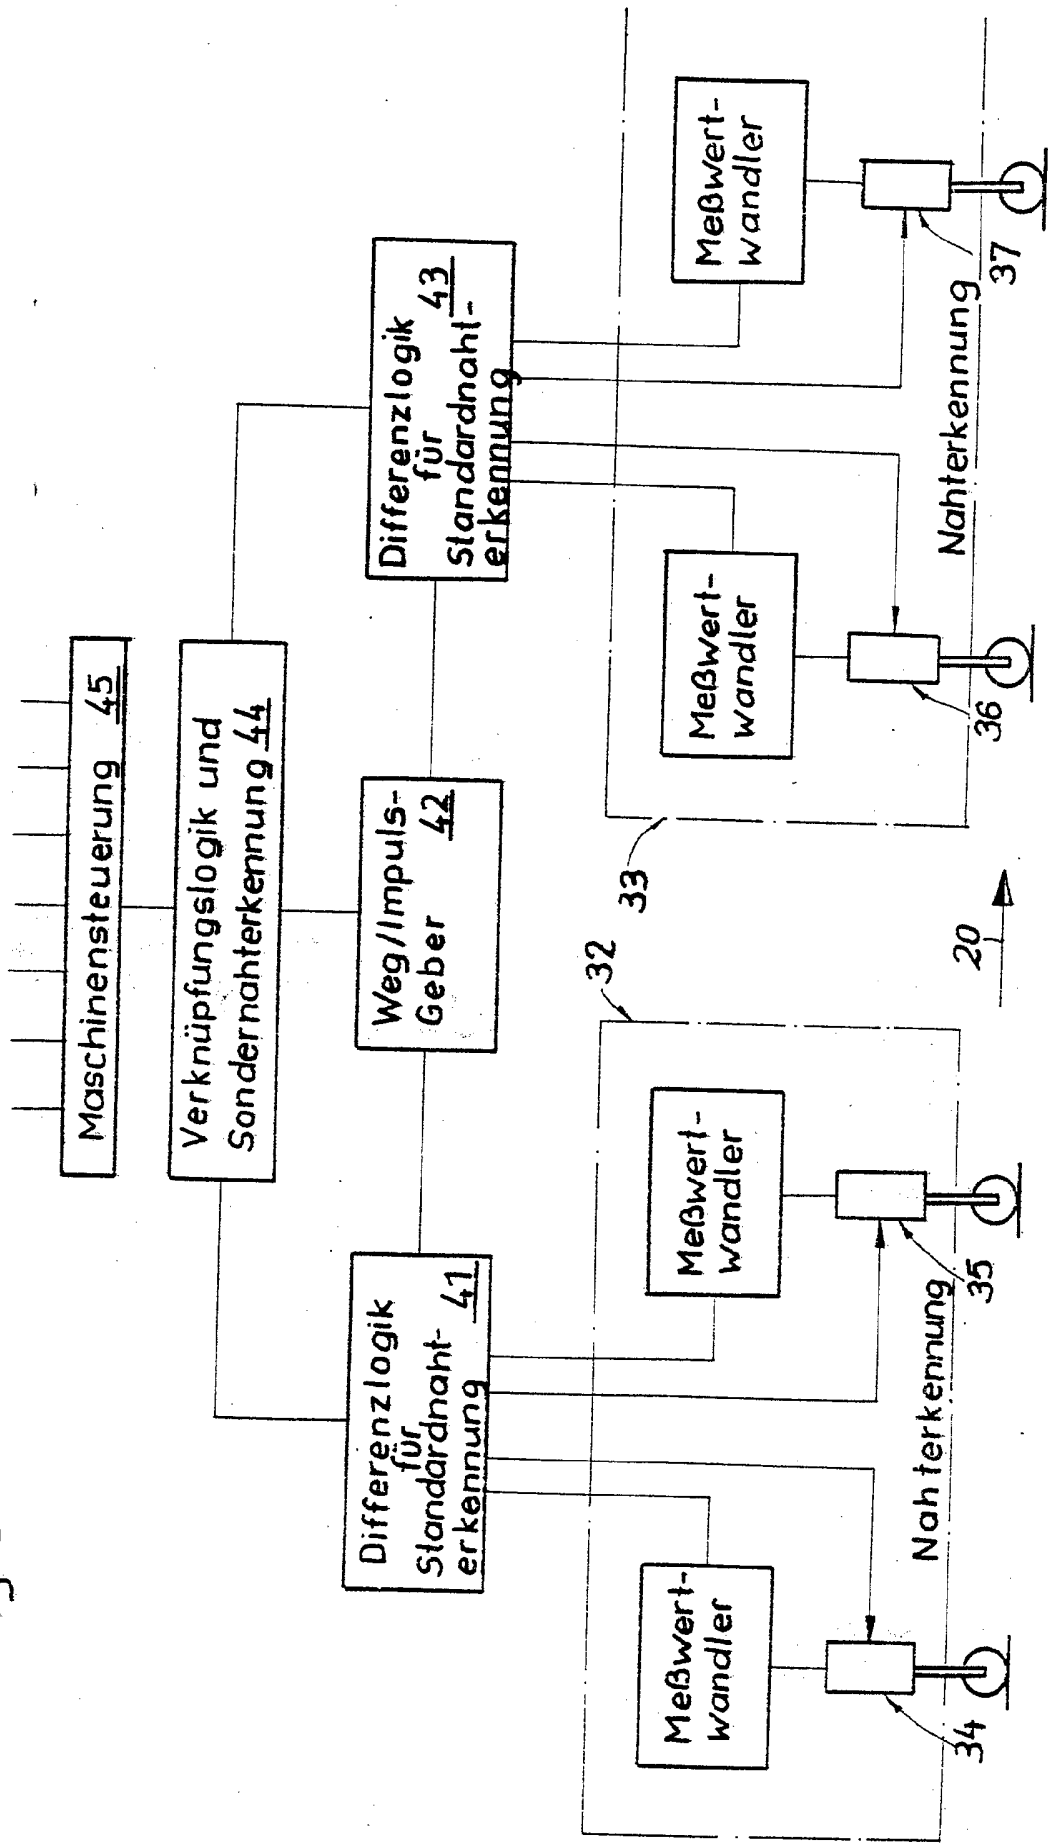 Maschinensteuerung 45
Verknüpfungslogik und
Sondernahterkennung 44
Differenzlogik
für
Standardnaht-
erkennung 41
Weg/Impuls-
Geber 42
Differenzlogik
für 43
Standardnaht-
erkennung
32
33
Meßwert-
wandler
Meßwert-
wandler
Meßwert-
wandler
Meßwert-
wandler
34
Nahterkennung
35
20
36
Nahterkennung
37